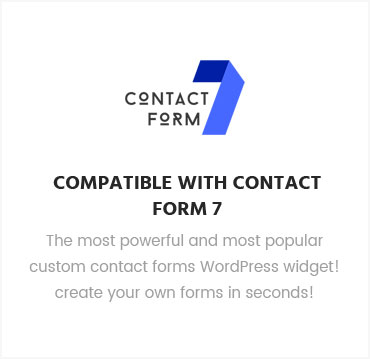 CONTACT
FORM 7
COMPATIBLE WITH CONTACT
FORM 7
The most powerful and most popular
custom contact forms WordPress widget!
create your own forms in seconds!